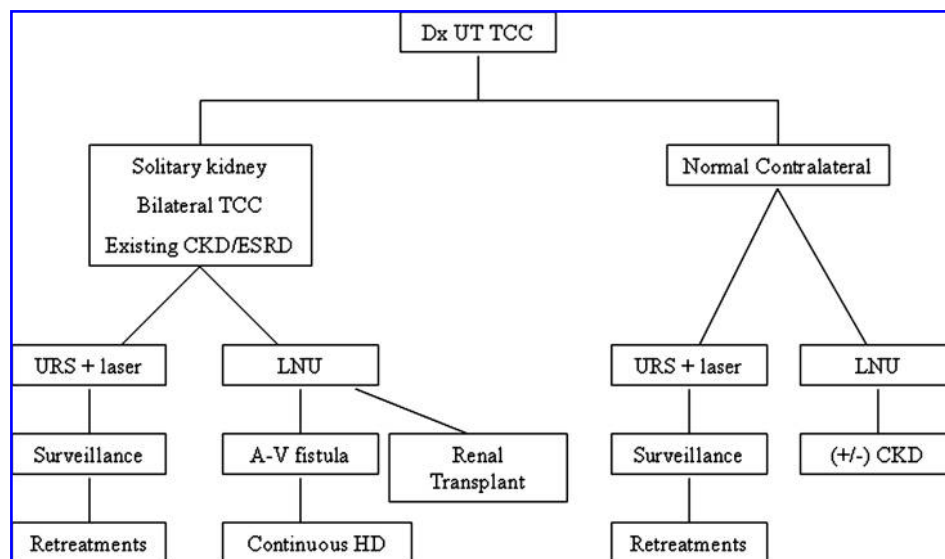 Dx UT TCC
Solitary kidney
Bilateral TCC
Existing CKD/ESRD
Normal Contralateral
URS + laser
LNU
URS + laser
LNU
Surveillance
A-V fistula
Renal
Transplant
Surveillance
(+/-) CKD
Retreatments
Continuous HD
Retreatments